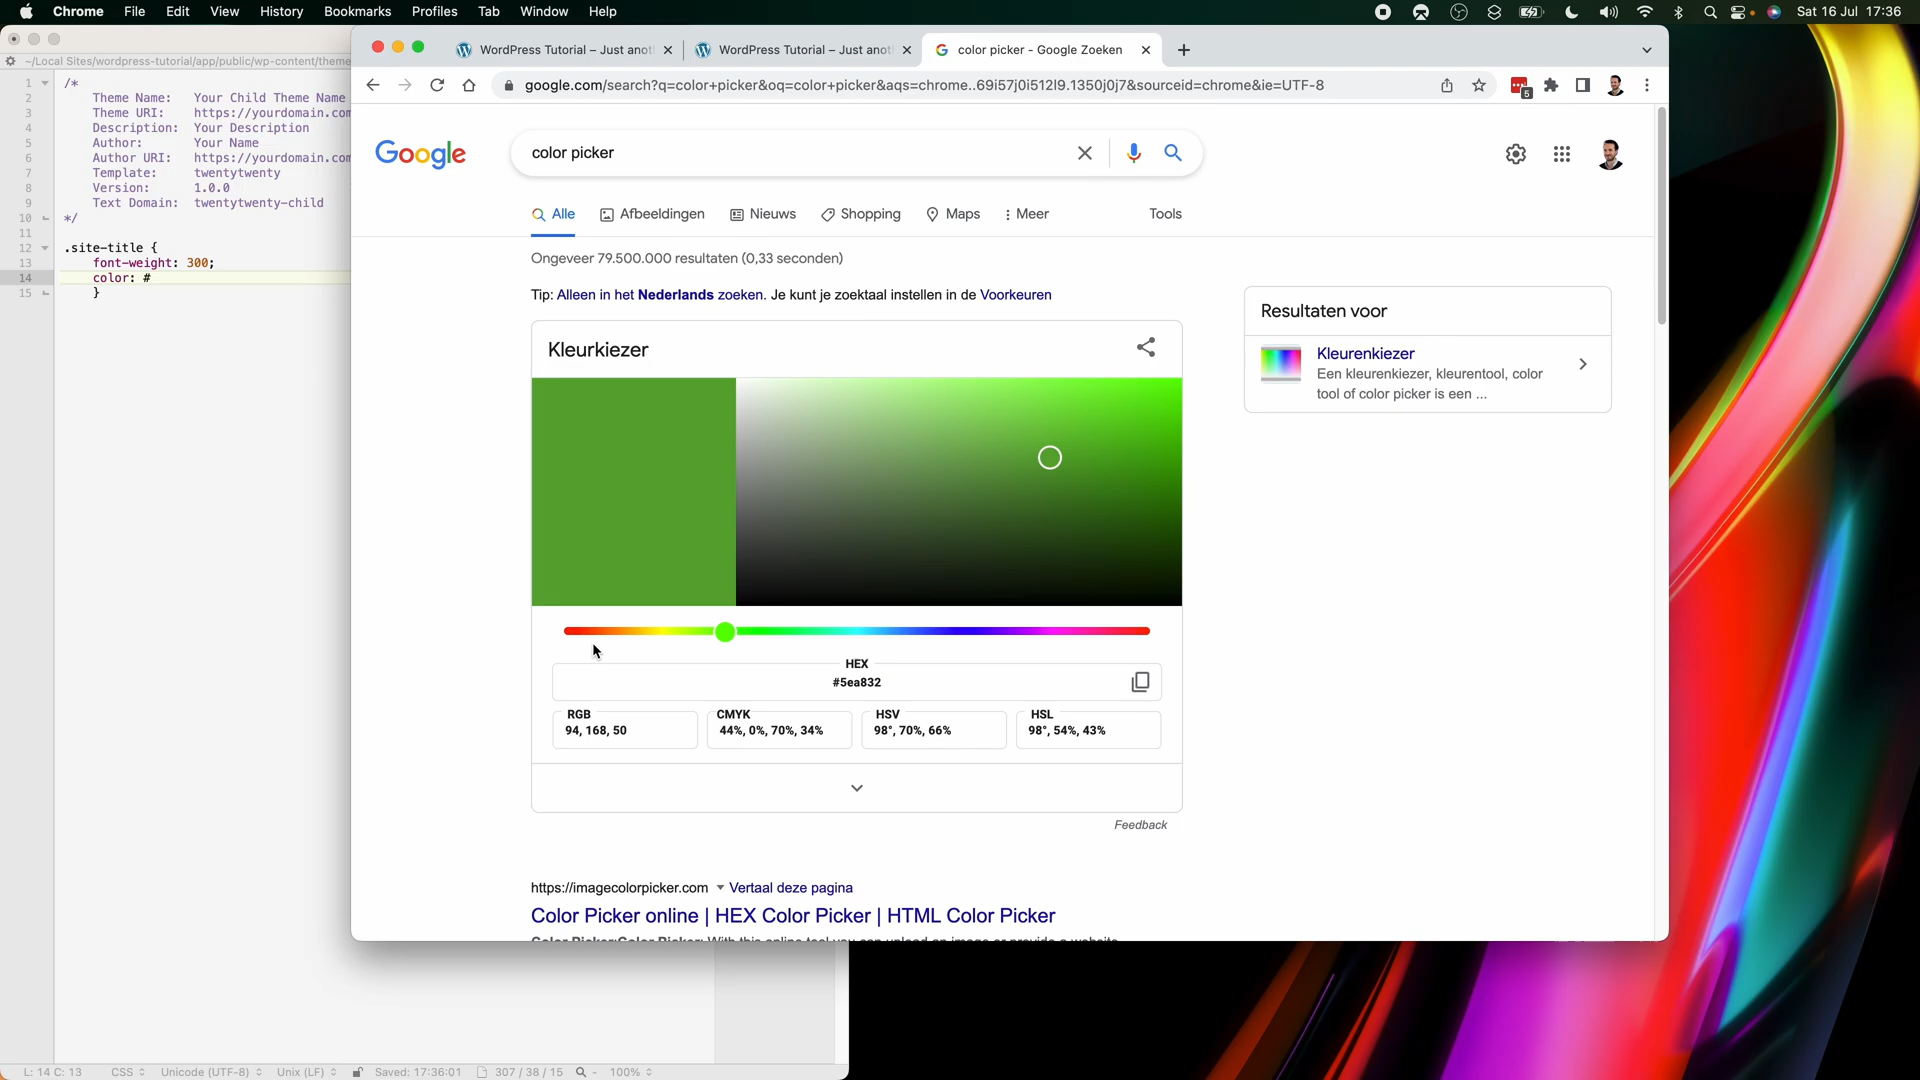 Chrome File Edit View History Bookmarks Profiles Tab Window Help
Sat 16 Jul 17:36
~/Local Sites/wordpress-tutorial/app/public/wp-content/theme
1 /*
2 Theme Name: Your Child Theme Name
3 Theme URI: https://yourdomain.com
4 Description: Your Description
5 Author: Your Name
6 Author URI: https://yourdomain.com
7 Template: twentytwenty
8 Version: 1.0.0
9 Text Domain: twentytwenty-child
10 */
11
12 .site-title {
13 font-weight: 300;
14 color: #
15 }
L: 14 C: 13 CSS Unicode (UTF-8) Unix (LF) Saved: 17:36:01 307 / 38 / 15 - 100%
WordPress Tutorial – Just anot
WordPress Tutorial – Just anot
color picker - Google Zoeken
google.com/search?q=color+picker&oq=color+picker&aqs=chrome..69i57j0i512l9.1350j0j7&sourceid=chrome&ie=UTF-8
5
Google
color picker
Alle Afbeeldingen Nieuws Shopping Maps Meer Tools
Ongeveer 79.500.000 resultaten (0,33 seconden)
Tip: Alleen in het Nederlands zoeken. Je kunt je zoektaal instellen in de Voorkeuren
Kleurkiezer
HEX
#5ea832
RGB
94, 168, 50
CMYK
44%, 0%, 70%, 34%
HSV
98°, 70%, 66%
HSL
98°, 54%, 43%
Feedback
https://imagecolorpicker.com Vertaal deze pagina
Color Picker online | HEX Color Picker | HTML Color Picker
Resultaten voor
Kleurenkiezer
Een kleurenkiezer, kleurentool, color
tool of color picker is een ...